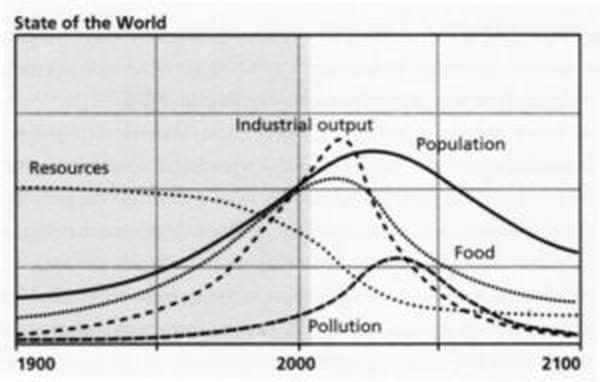 State of the World
Industrial output
Population
Resources
Food
Pollution
1900 2000 2100